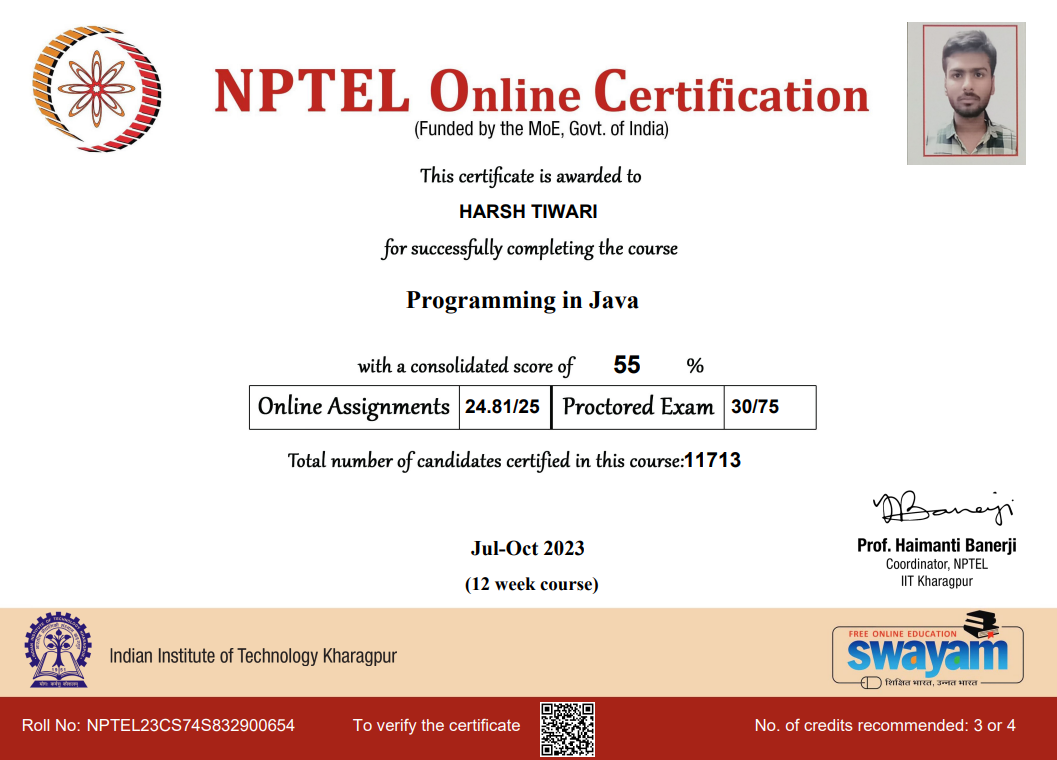 NPTEL Online Certification
(Funded by the MoE, Govt. of India)
This certificate is awarded to
HARSH TIWARI
for successfully completing the course
Programming in Java
with a consolidated score of 55 %
Online Assignments 24.81/25 Proctored Exam 30/75
Total number of candidates certified in this course:11713
Jul-Oct 2023
(12 week course)
Banerji
Prof. Haimanti Banerji
Coordinator, NPTEL
IIT Kharagpur
Indian Institute of Technology Kharagpur
FREE ONLINE EDUCATION
swayam
शिक्षित भारत, उन्नत भारत
Roll No: NPTEL23CS74S832900654 To verify the certificate No. of credits recommended: 3 or 4